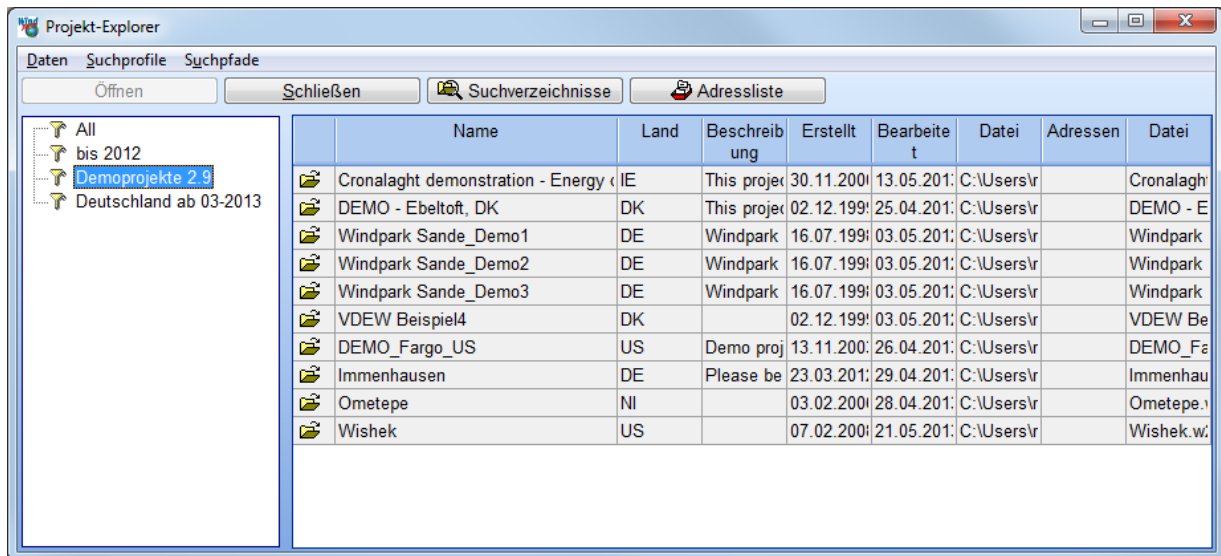 Wind
Projekt-Explorer
Daten Suchprofile Suchpfade
Öffnen Schließen Suchverzeichnisse Adressliste
All
bis 2012
Demoprojekte 2.9
Deutschland ab 03-2013
Name Land Beschreib Erstellt Bearbeite Datei Adressen Datei
ung t
Cronalaght demonstration - Energy IE This projec 30.11.200 13.05.201 C:\Users\r Cronalagh
DEMO - Ebeltoft, DK DK This projec 02.12.199 25.04.201 C:\Users\r DEMO - E
Windpark Sande_Demo1 DE Windpark 16.07.199 03.05.201 C:\Users\r Windpark
Windpark Sande_Demo2 DE Windpark 16.07.199 03.05.201 C:\Users\r Windpark
Windpark Sande_Demo3 DE Windpark 16.07.199 03.05.201 C:\Users\r Windpark
VDEW Beispiel4 DK 02.12.199 03.05.201 C:\Users\r VDEW Be
DEMO_Fargo_US US Demo proj 13.11.200 26.04.201 C:\Users\r DEMO_Fa
Immenhausen DE Please be 23.03.201 29.04.201 C:\Users\r Immenhau
Ometepe NI 03.02.200 28.04.201 C:\Users\r Ometepe.
Wishek US 07.02.200 21.05.201 C:\Users\r Wishek.w